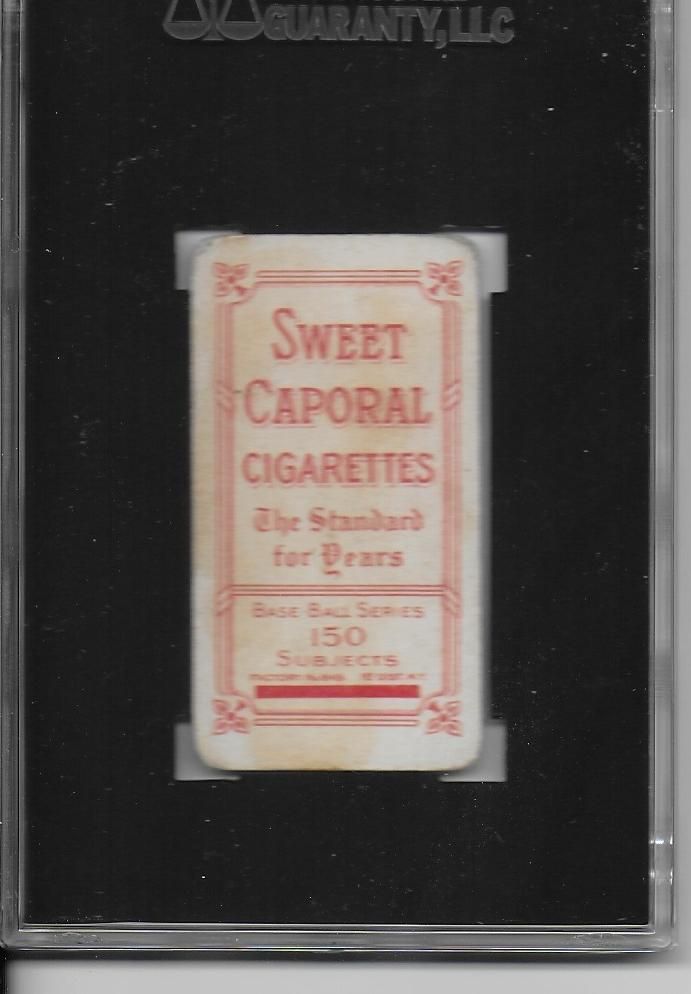 GUARANTY, LLC
SWEET
CAPORAL
CIGARETTES
The Standard
for Years
BASE BALL SERIES
150
SUBJECTS